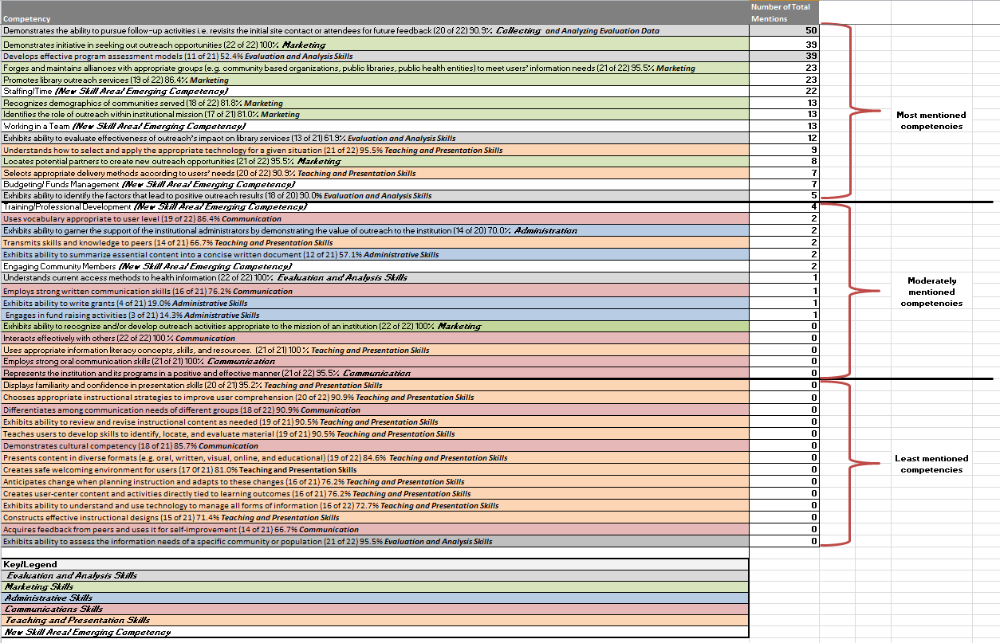 Number of Total
Competency Mentions
Demonstrates the ability to pursue follow-up activities i.e. revisits the initial site contact or attendees for future feedback (20 of 22) 90.9% Collecting and Analyzing Evaluation Data 50
Demonstrates initiative in seeking out outreach opportunities (22 of 22) 100% Marketing 39
Develops effective program assessment models (11 of 21) 52.4% Evaluation and Analysis Skills 39
Forges and maintains alliances with appropriate groups (e.g. community based organizations, public libraries, public health entities) to meet users' information needs (21 of 22) 95.5% Marketing 23
Promotes library outreach services (19 of 22) 86.4% Marketing 23
Staffing/Time (New Skill Area/ Emerging Competency) 22
Recognizes demographics of communities served (18 of 22) 81.8% Marketing 13
Identifies the role of outreach within institutional mission (17 of 21) 81.0% Marketing 13
Working in a Team (New Skill Area/ Emerging Competency) 13
Exhibits ability to evaluate effectiveness of outreach's impact on library services (13 of 21) 61.9% Evaluation and Analysis Skills 12
Understands how to select and apply the appropriate technology for a given situation (21 of 22) 95.5% Teaching and Presentation Skills 9
Locates potential partners to create new outreach opportunities (21 of 22) 95.5% Marketing 8
Selects appropriate delivery methods according to users' needs (20 of 22) 90.9% Teaching and Presentation Skills 7
Budgeting/ Funds Management (New Skill Area/ Emerging Competency) 7
Exhibits ability to identify the factors that lead to positive outreach results (18 of 20) 90.0% Evaluation and Analysis Skills 5
Most mentioned
competencies
Training/Professional Development (New Skill Area/ Emerging Competency) 4
Uses vocabulary appropriate to user level (19 of 22) 86.4% Communication 2
Exhibits ability to garner the support of the institutional administrators by demonstrating the value of outreach to the institution (14 of 20) 70.0% Administration 2
Transmits skills and knowledge to peers (14 of 21) 66.7% Teaching and Presentation Skills 2
Exhibits ability to summarize essential content into a concise written document (12 of 21) 57.1% Administrative Skills 2
Engaging Community Members (New Skill Area/ Emerging Competency) 2
Understands current access methods to health information (22 of 22) 100% Evaluation and Analysis Skills 1
Employs strong written communication skills (16 of 21) 76.2% Communication 1
Exhibits ability to write grants (4 of 21) 19.0% Administrative Skills 1
Engages in fund raising activities (3 of 21) 14.3% Administrative Skills 1
Exhibits ability to recognize and/or develop outreach activities appropriate to the mission of an institution (22 of 22) 100% Marketing 0
Interacts effectively with others (22 of 22) 100 % Communication 0
Uses appropriate information literacy concepts, skills, and resources. (21 of 21) 100 % Teaching and Presentation Skills 0
Employs strong oral communication skills (21 of 21) 100% Communication 0
Represents the institution and its programs in a positive and effective manner (21 of 22) 95.5% Communication 0
Moderately
mentioned
competencies
Displays familiarity and confidence in presentation skills (20 of 21) 95.2% Teaching and Presentation Skills 0
Chooses appropriate instructional strategies to improve user comprehension (20 of 22) 90.9% Teaching and Presentation Skills 0
Differentiates among communication needs of different groups (18 of 22) 90.9% Communication 0
Exhibits ability to review and revise instructional content as needed (19 of 21) 90.5% Teaching and Presentation Skills 0
Teaches users to develop skills to identify, locate, and evaluate material (19 of 21) 90.5% Teaching and Presentation Skills 0
Demonstrates cultural competency (18 of 21) 85.7% Communication 0
Presents content in diverse formats (e.g. oral, written, visual, online, and educational) (19 of 22) 84.6% Teaching and Presentation Skills 0
Creates safe welcoming environment for users (17 0f 21) 81.0% Teaching and Presentation Skills 0
Anticipates change when planning instruction and adapts to these changes (16 of 21) 76.2% Teaching and Presentation Skills 0
Creates user-center content and activities directly tied to learning outcomes (16 of 21) 76.2% Teaching and Presentation Skills 0
Exhibits ability to understand and use technology to manage all forms of information (16 of 22) 72.7% Teaching and Presentation Skills 0
Constructs effective instructional designs (15 of 21) 71.4% Teaching and Presentation Skills 0
Acquires feedback from peers and uses it for self-improvement (14 of 21) 66.7% Communication 0
Exhibits ability to assess the information needs of a specific community or population (21 of 22) 95.5% Evaluation and Analysis Skills 0
Least mentioned
competencies
Key/Legend
Evaluation and Analysis Skills
Marketing Skills
Administrative Skills
Communications Skills
Teaching and Presentation Skills
New Skill Area/ Emerging Competency